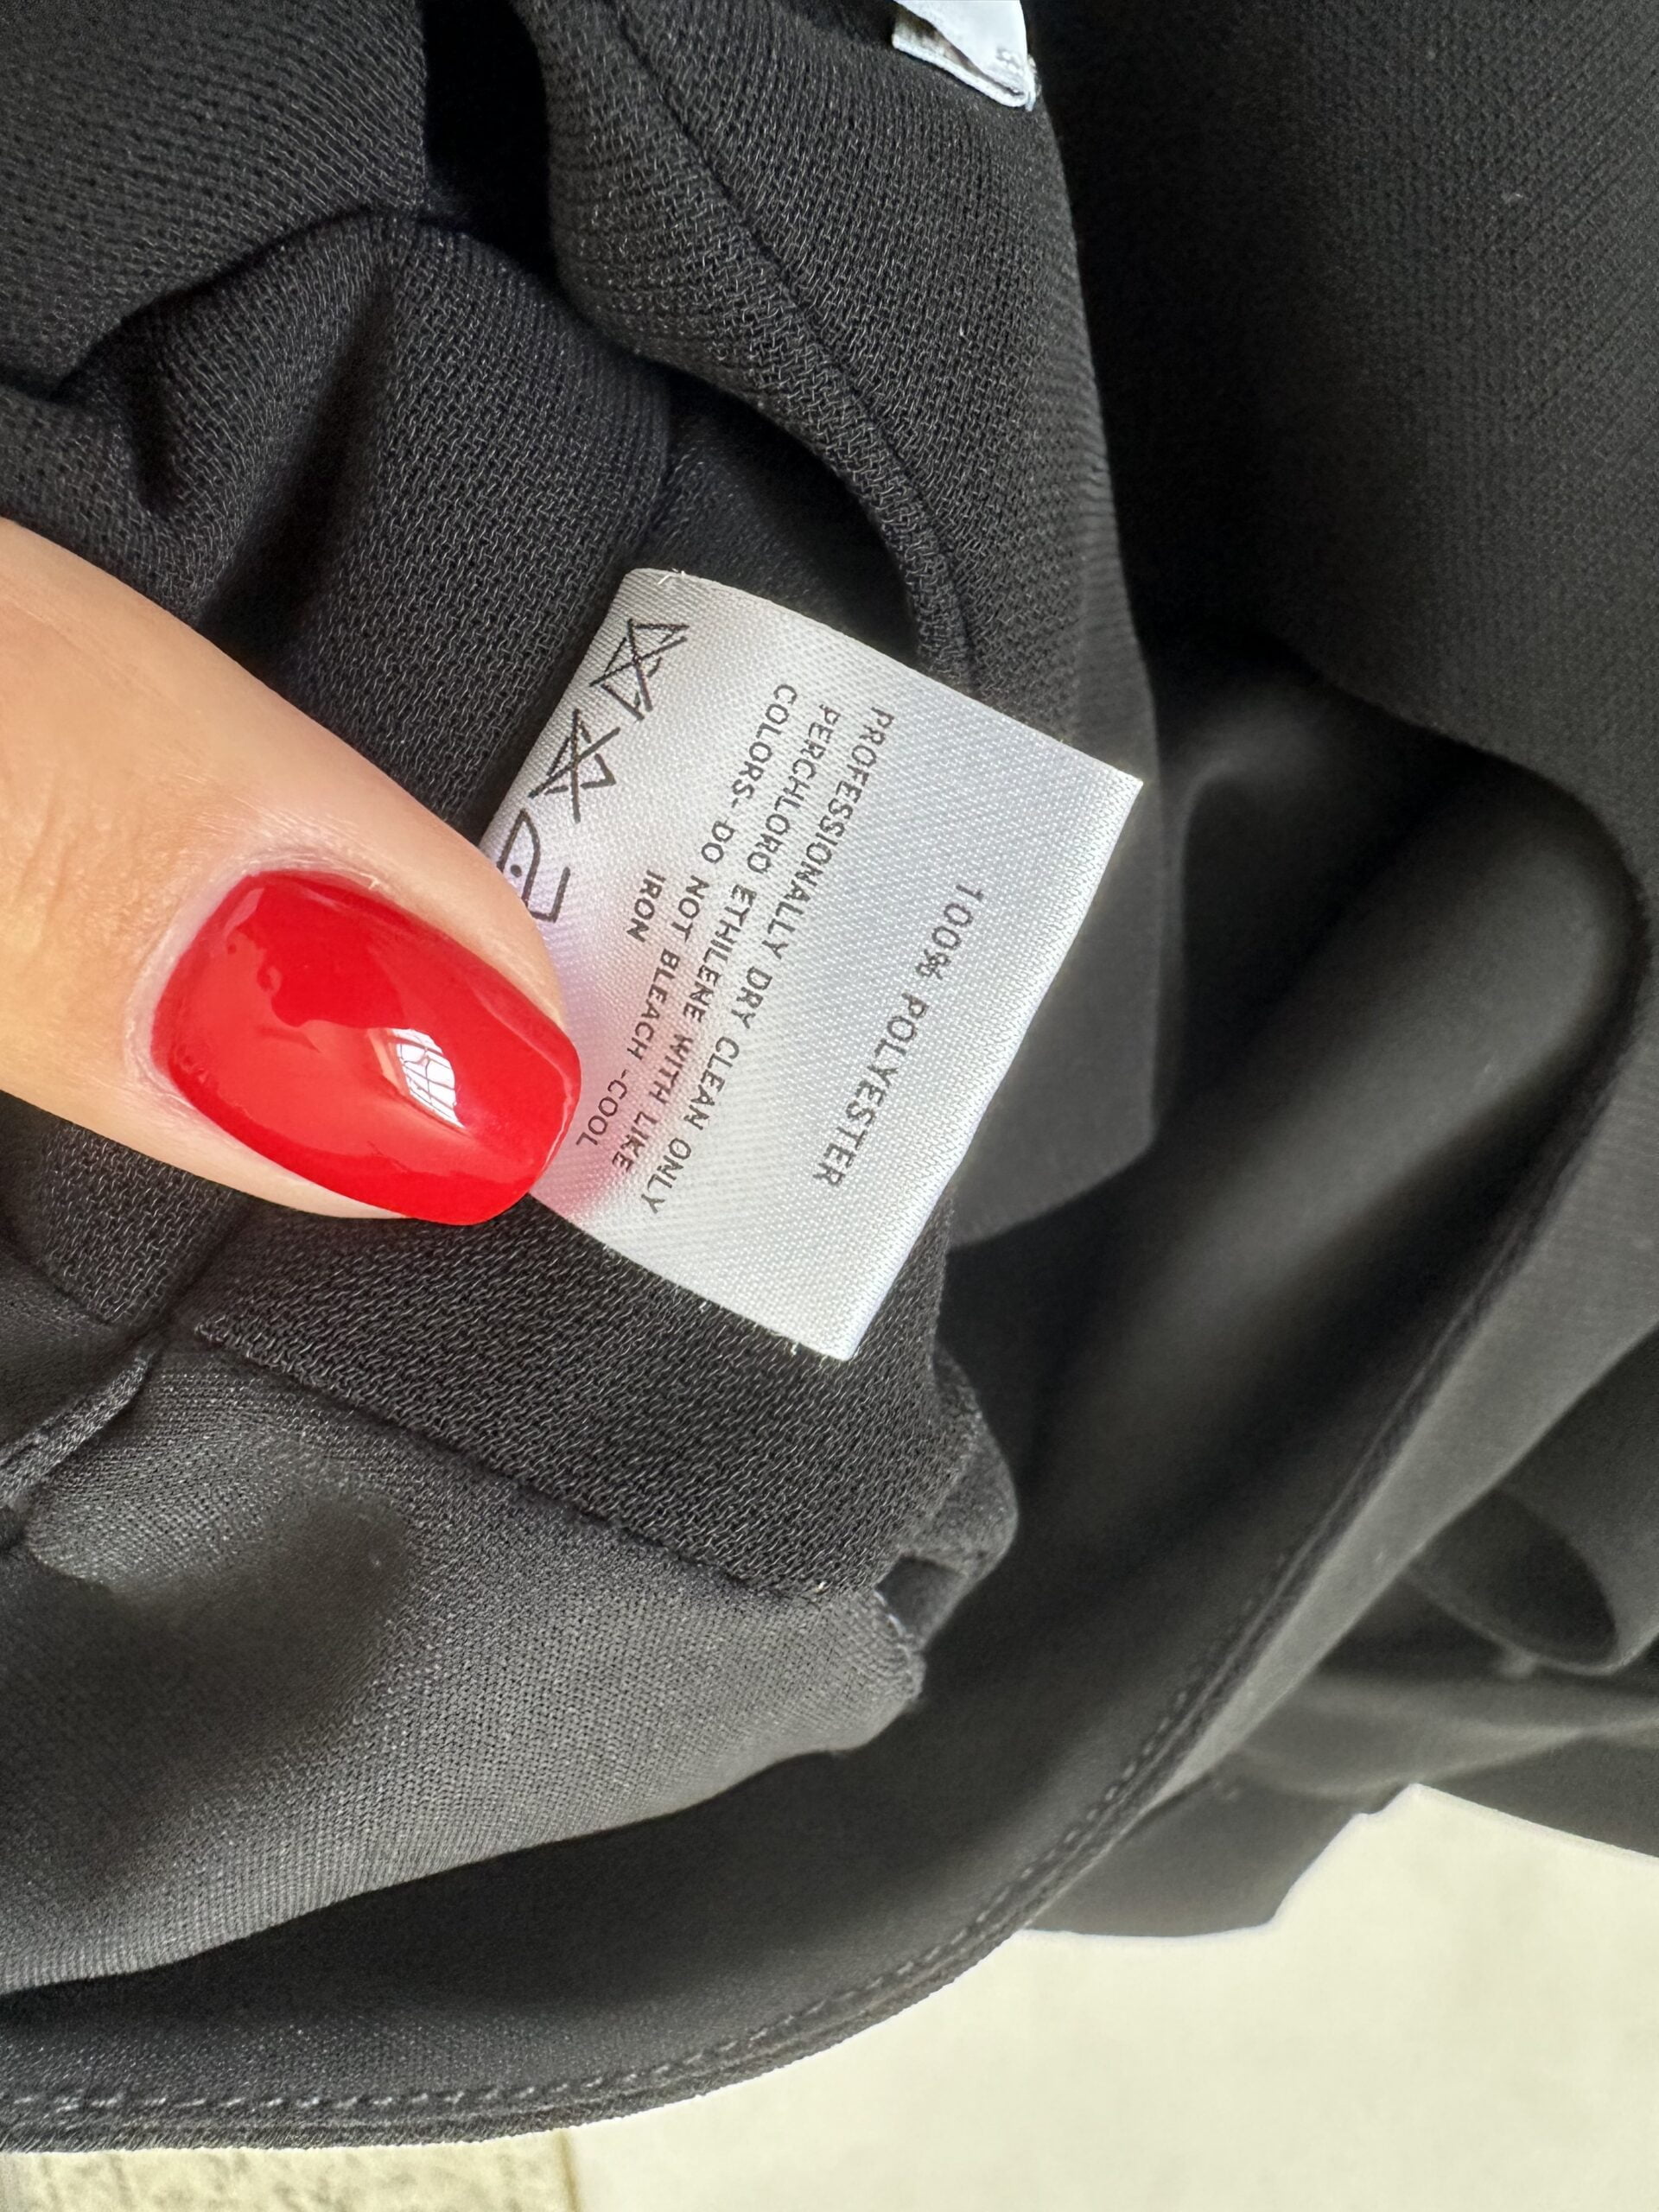 100% POLYESTER
PROFESSIONALLY DRY CLEAN ONLY
PERCHLORO ETHILENE WITH LIKE
COLORS- DO NOT BLEACH -COOL
IRON